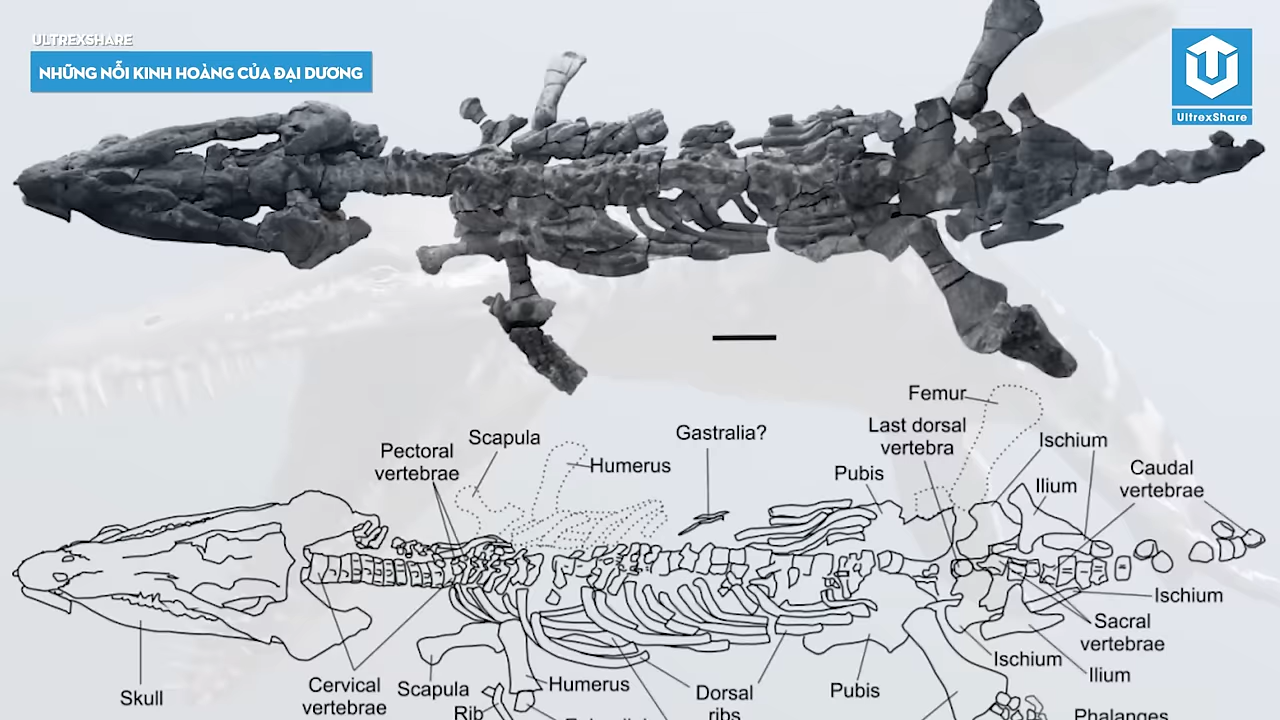 ULTREXSHARE
NHỮNG NỖI KINH HOÀNG CỦA ĐẠI DƯƠNG
UltrexShare
Femur
Last dorsal
vertebra
Ischium
Gastralia?
Scapula
Pectoral
vertebrae
Humerus
Pubis
Ilium
Caudal
vertebrae
Ischium
Sacral
vertebrae
Ischium
Ilium
Skull
Cervical
vertebrae
Scapula
Humerus
Rib
Dorsal
ribs
Pubis
Phalanges